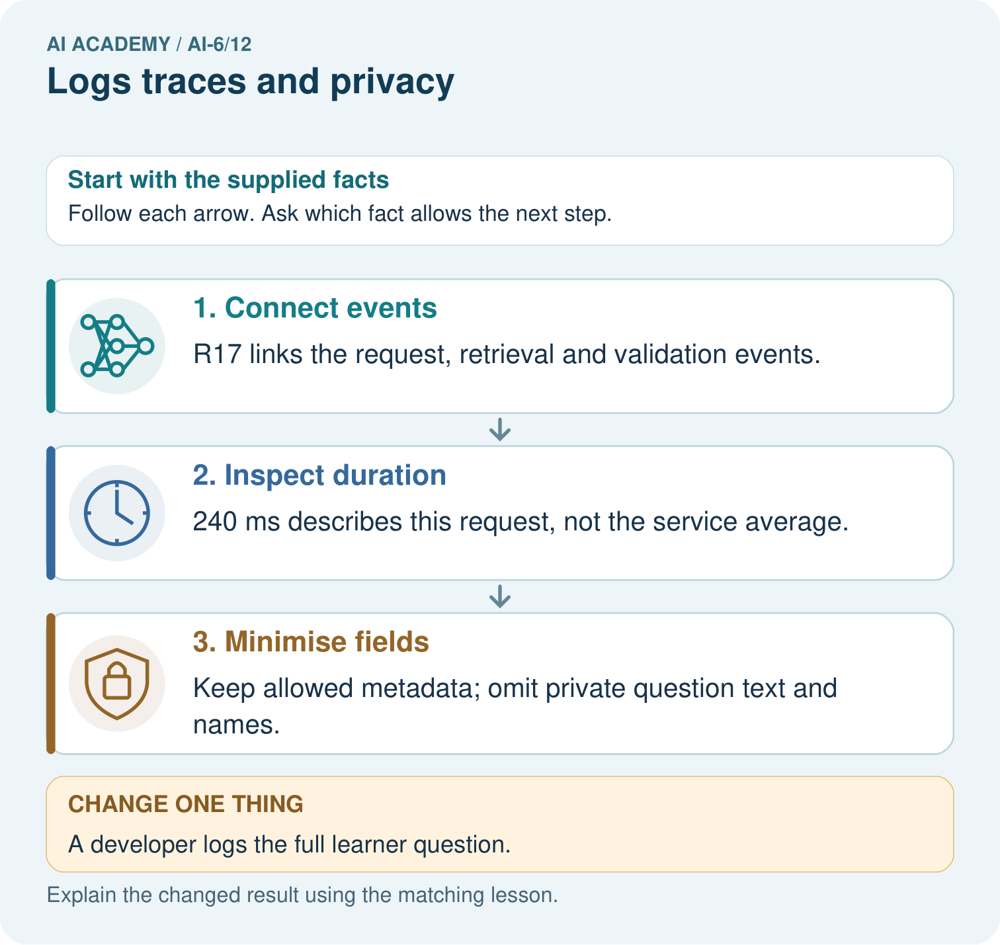 AI ACADEMY / AI-6/12
Logs traces and privacy
Start with the supplied facts
Follow each arrow. Ask which fact allows the next step.
1. Connect events
R17 links the request, retrieval and validation events.
2. Inspect duration
240 ms describes this request, not the service average.
3. Minimise fields
Keep allowed metadata; omit private question text and
names.
CHANGE ONE THING
A developer logs the full learner question.
Explain the changed result using the matching lesson.